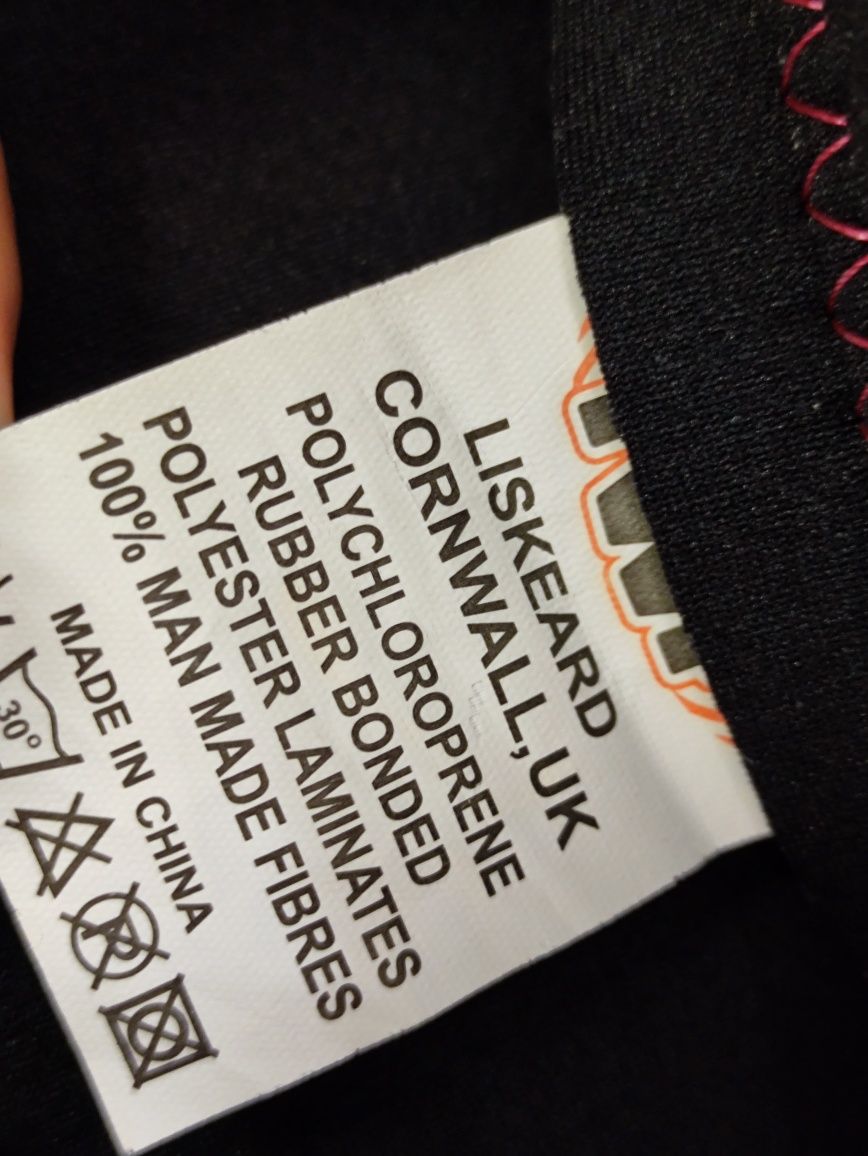 LISKEARD
CORNWALL, UK
POLYCHLOROPRENE
RUBBER BONDED
POLYESTER LAMINATES
100% MAN MADE FIBRES
MADE IN CHINA
30°
P